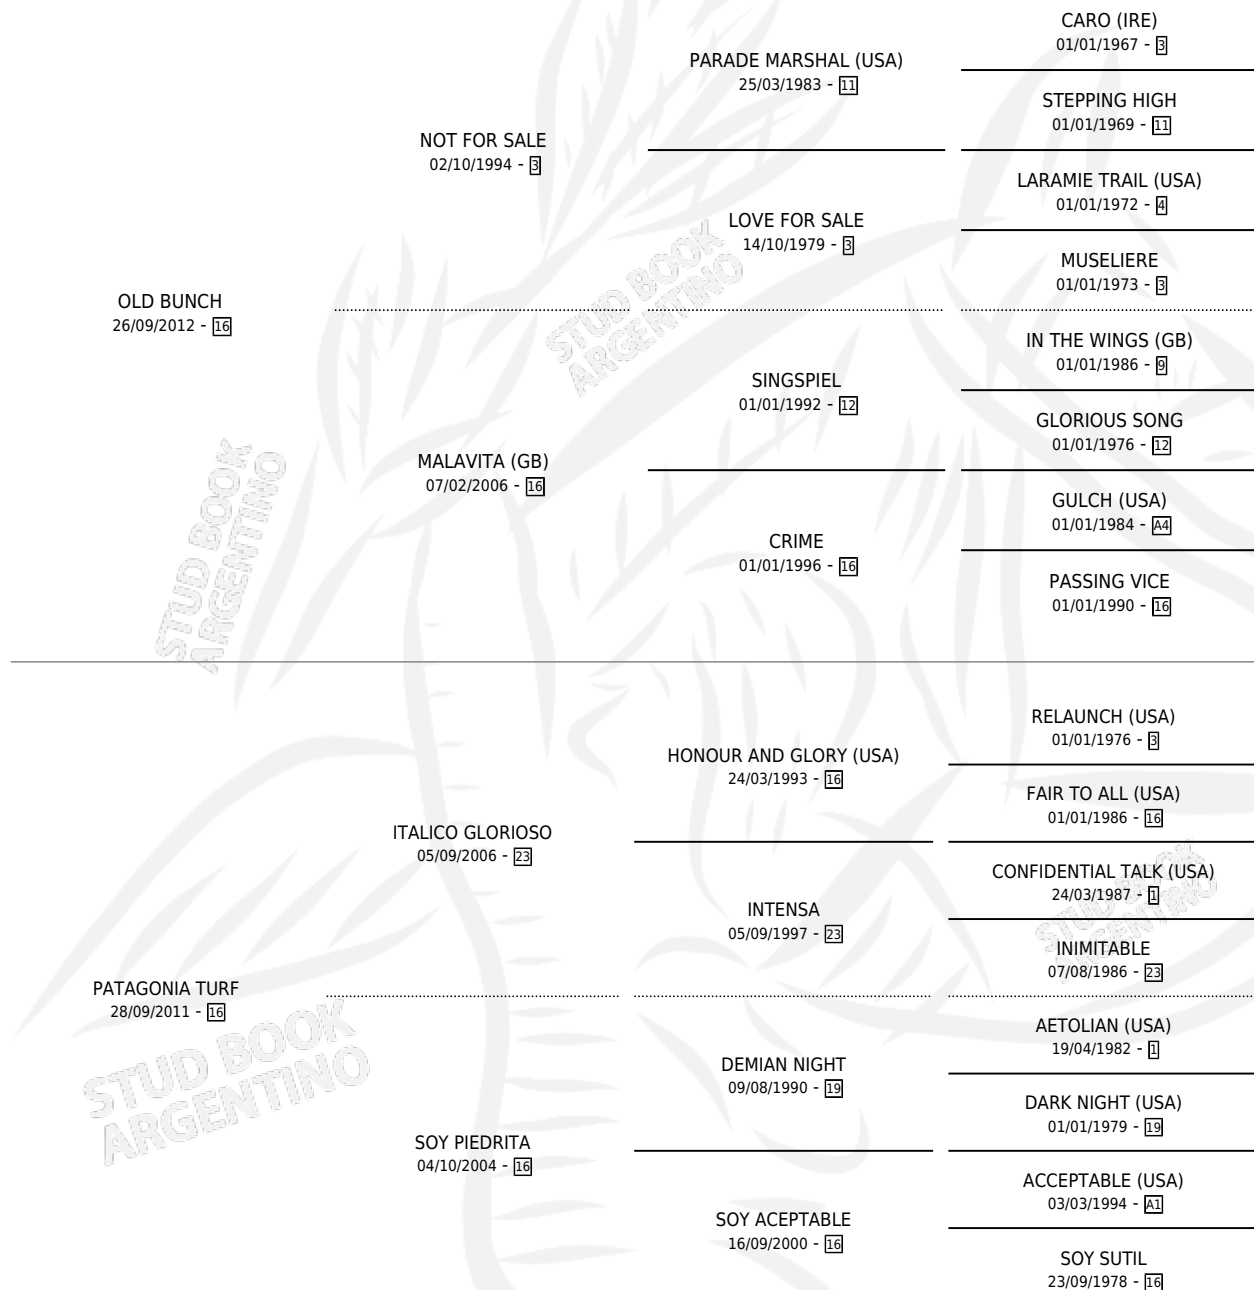 CARO (IRE)
01/01/1967 - 3
PARADE MARSHAL (USA)
25/03/1983 - 11
STEPPING HIGH
01/01/1969 - 11
NOT FOR SALE
02/10/1994 - 3
LARAMIE TRAIL (USA)
01/01/1972 - 4
LOVE FOR SALE
14/10/1979 - 3
MUSELIERE
01/01/1973 - 3
OLD BUNCH
26/09/2012 - 16
STUD BOOK
ARGENTINO
IN THE WINGS (GB)
01/01/1986 - 9
SINGSPIEL
01/01/1992 - 12
GLORIOUS SONG
01/01/1976 - 12
MALAVITA (GB)
07/02/2006 - 16
GULCH (USA)
01/01/1984 - A4
CRIME
01/01/1996 - 16
PASSING VICE
01/01/1990 - 16
STUD BOOK
ARGENTINO
RELAUNCH (USA)
01/01/1976 - 3
HONOUR AND GLORY (USA)
24/03/1993 - 16
FAIR TO ALL (USA)
01/01/1986 - 16
ITALICO GLORIOSO
05/09/2006 - 23
CONFIDENTIAL TALK (USA)
24/03/1987 - 1
INTENSA
05/09/1997 - 23
STUD BOOK
ARGENTINO
INIMITABLE
07/08/1986 - 23
PATAGONIA TURF
28/09/2011 - 16
STUD BOOK
ARGENTINO
AETOLIAN (USA)
19/04/1982 - 1
DEMIAN NIGHT
09/08/1990 - 19
DARK NIGHT (USA)
01/01/1979 - 19
SOY PIEDRITA
04/10/2004 - 16
ACCEPTABLE (USA)
03/03/1994 - A1
SOY ACEPTABLE
16/09/2000 - 16
SOY SUTIL
23/09/1978 - 16